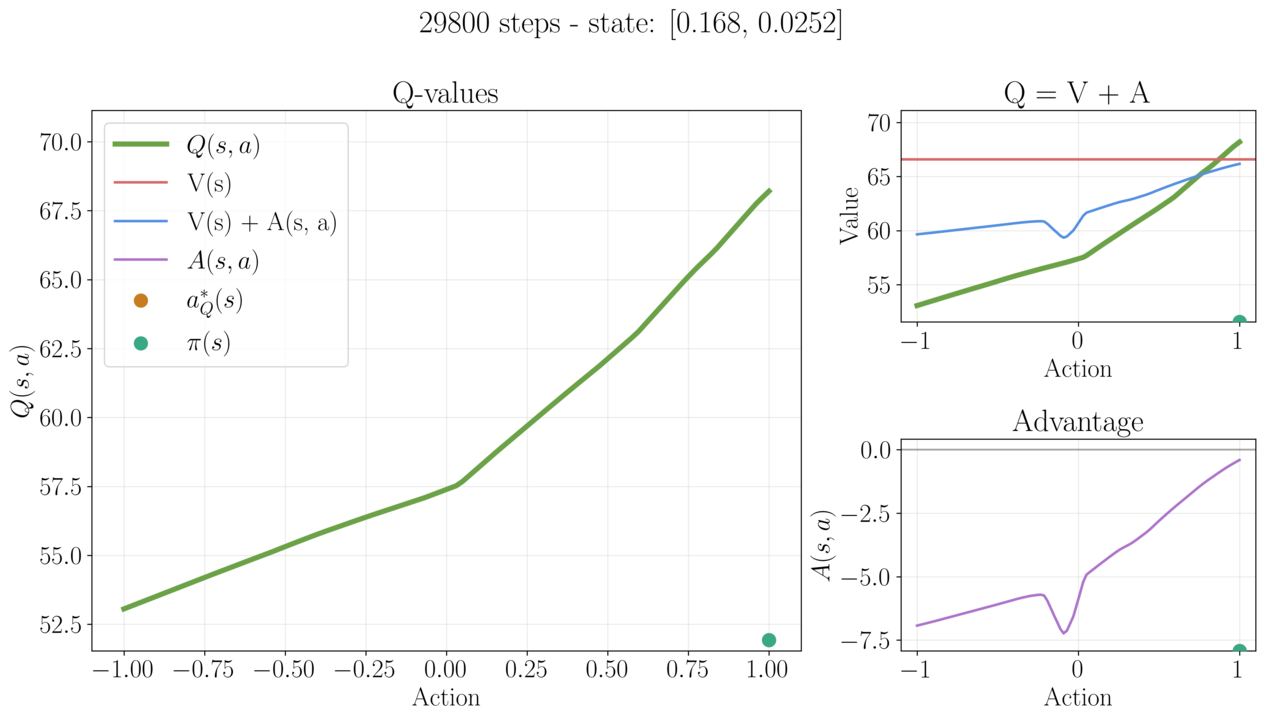 29800 steps - state: [0.168, 0.0252]
Q-values
Q(s, a)
V(s)
V(s) + A(s, a)
A(s, a)
a*Q(s)
π(s)
70.0
67.5
65.0
62.5
60.0
57.5
55.0
52.5
Q(s, a)
−1.00 −0.75 −0.50 −0.25 0.00 0.25 0.50 0.75 1.00
Action
Q = V + A
70
65
60
55
Value
−1 0 1
Action
Advantage
0.0
−2.5
−5.0
−7.5
A(s, a)
−1 0 1
Action